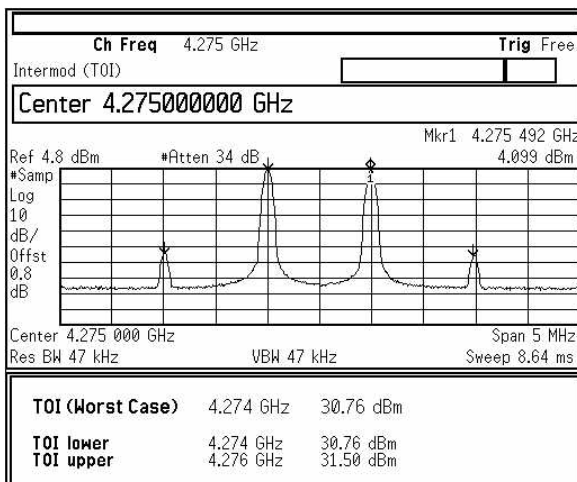 Ch Freq 4.275 GHz Trig Free
Intermod (TOI)
Center 4.275000000 GHz
Mkr1 4.275 492 GHz
Ref 4.8 dBm #Atten 34 dB 4.099 dBm
#Samp
Log
10
dB/
Offst
0.8
dB
1
Center 4.275 000 GHz Span 5 MHz
Res BW 47 kHz VBW 47 kHz Sweep 8.64 ms
TOI (Worst Case) 4.274 GHz 30.76 dBm
TOI lower 4.274 GHz 30.76 dBm
TOI upper 4.276 GHz 31.50 dBm